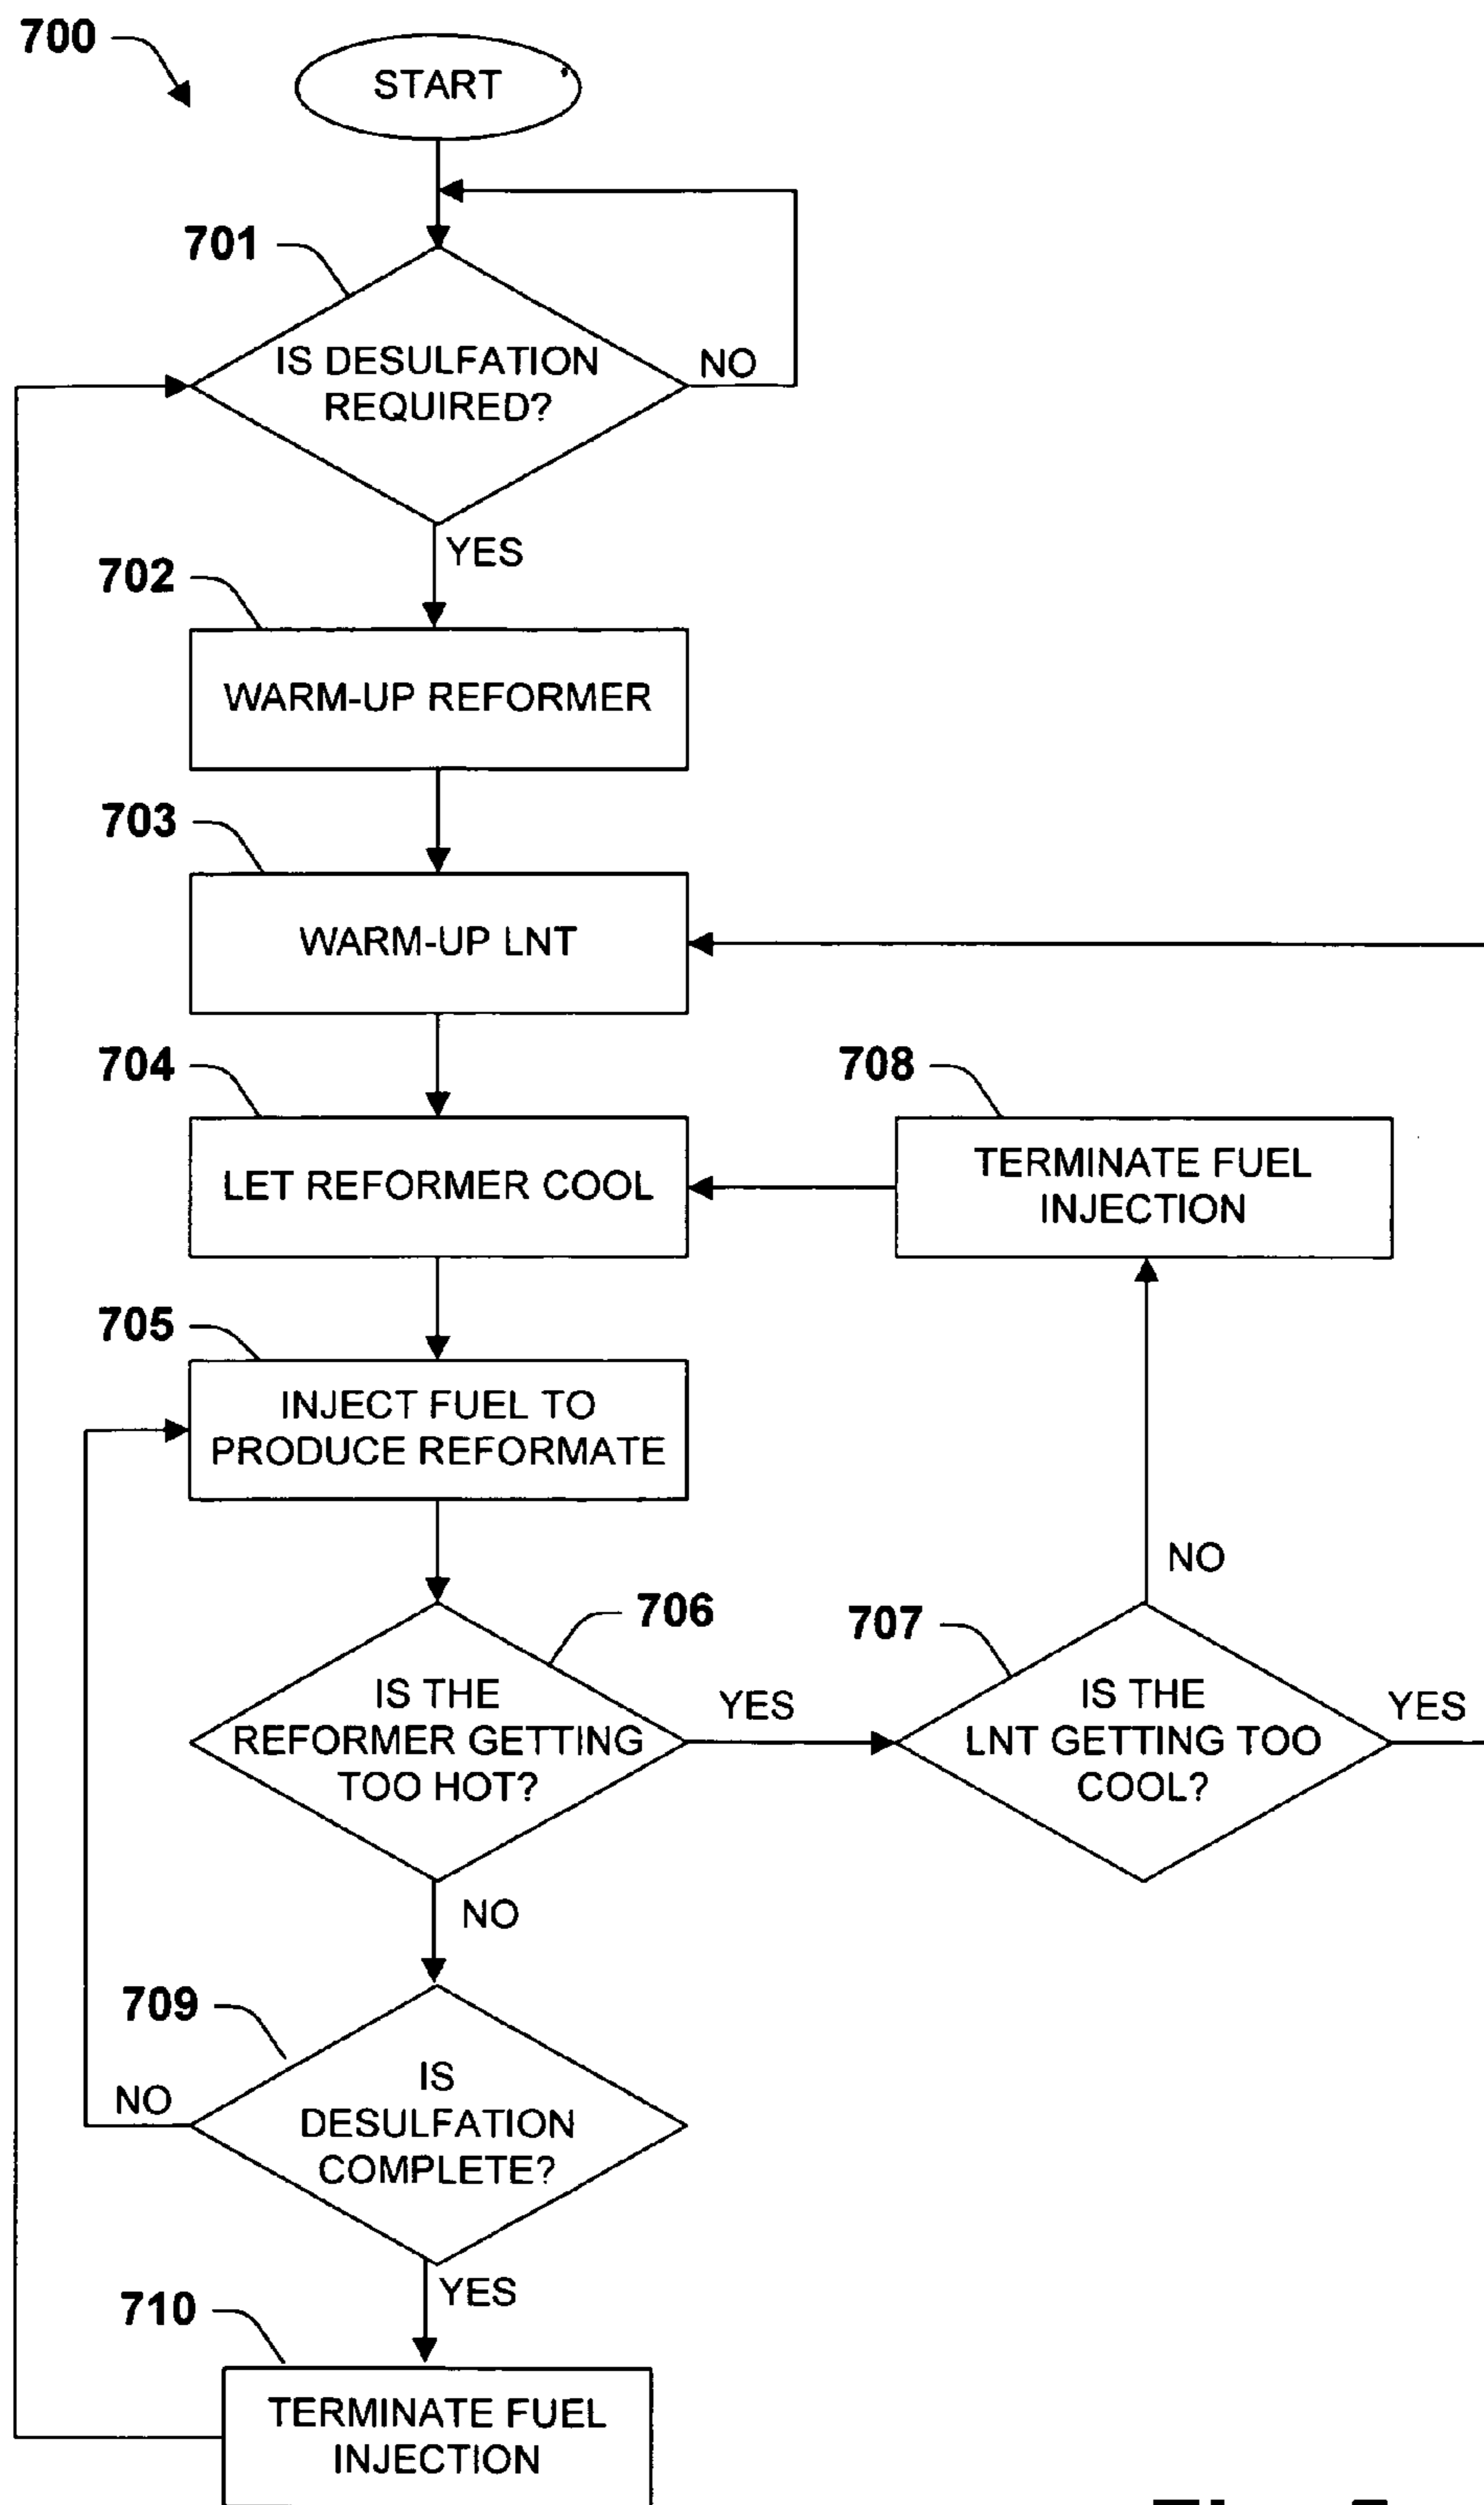 700
START
701
IS DESULFATION
REQUIRED?
NO
YES
702
WARM-UP REFORMER
703
WARM-UP LNT
704
LET REFORMER COOL
708
TERMINATE FUEL
INJECTION
705
INJECT FUEL TO
PRODUCE REFORMATE
NO
706
IS THE
REFORMER GETTING
TOO HOT?
YES
707
IS THE
LNT GETTING TOO
COOL?
YES
NO
709
IS
DESULFATION
COMPLETE?
NO
YES
710
TERMINATE FUEL
INJECTION